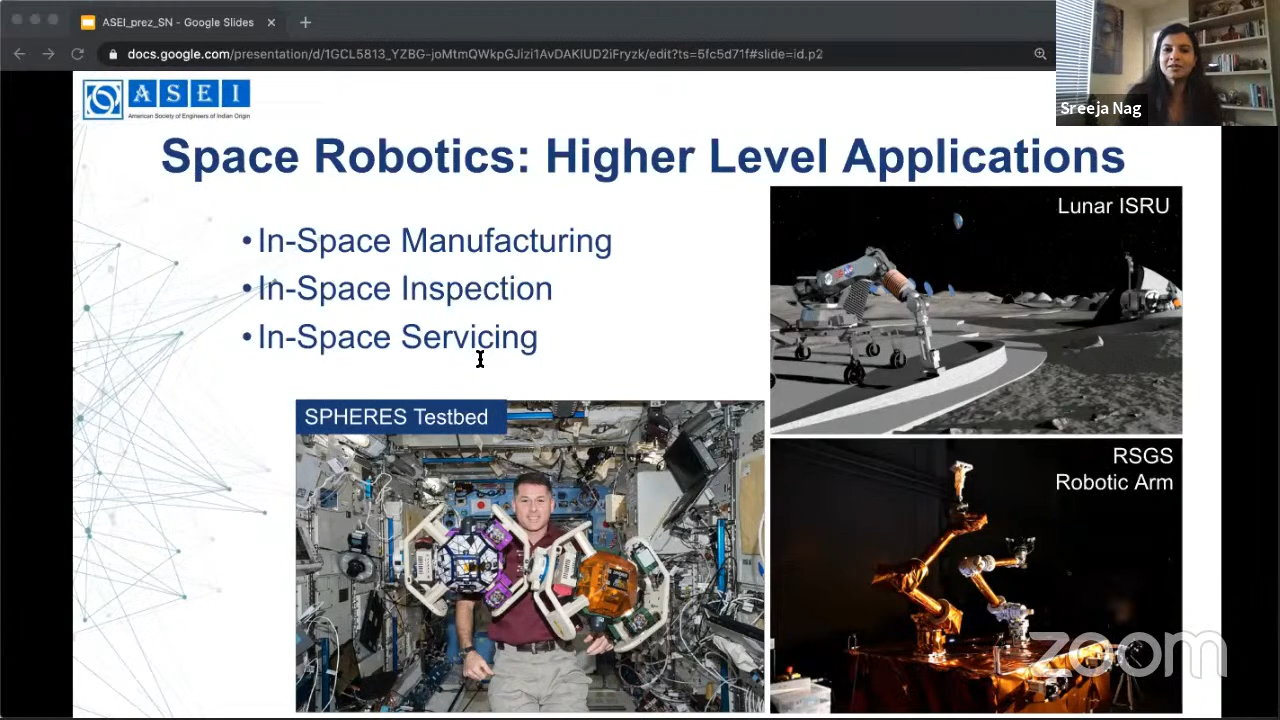 ASEI_prez_SN - Google Slides
docs.google.com/presentation/d/1GCL5813_YZBG-joMtmOWkpGJizi1AvDAKIUD2iFryzk/edit?ts=5fc5d71f#slide=id.p2
Sreeja Nag
ASEI
American Society of Engineers of Indian Origin
Space Robotics: Higher Level Applications
•In-Space Manufacturing
•In-Space Inspection
•In-Space Servicing
Lunar ISRU
SPHERES Testbed
RSGS
Robotic Arm
zoom